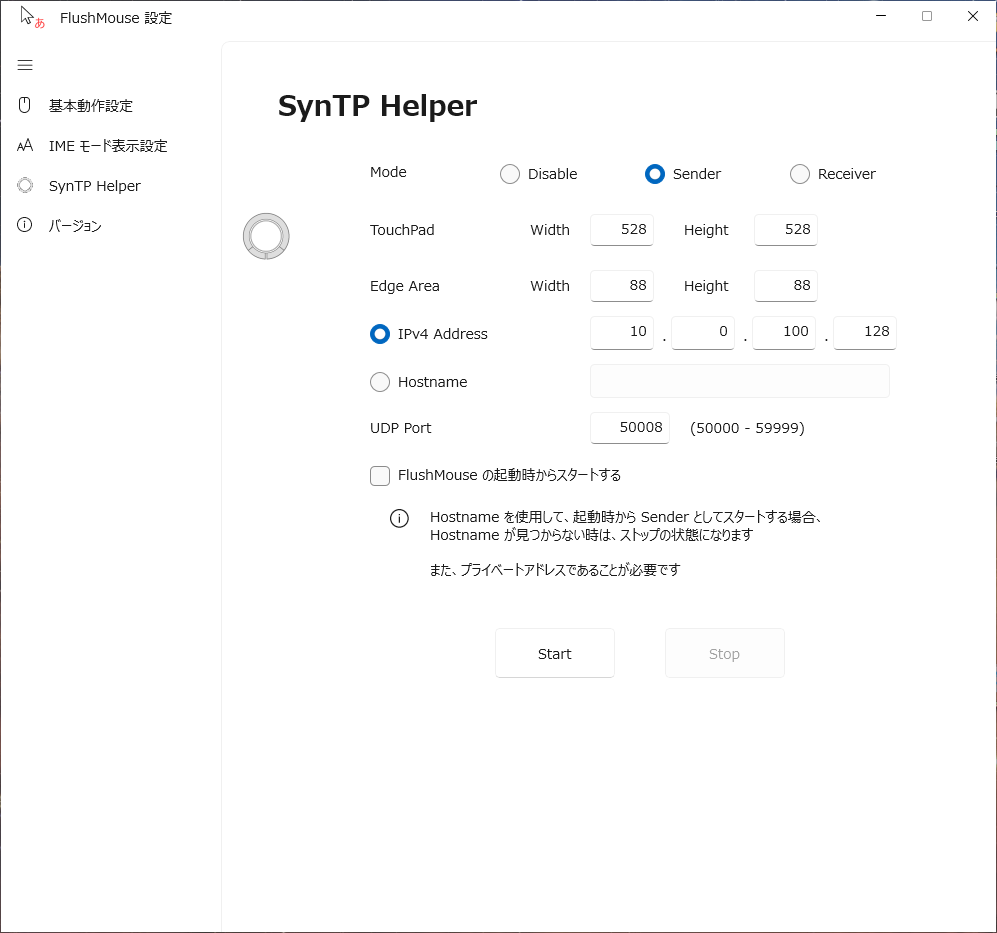 あ FlushMouse 設定
基本動作設定
IME モード表示設定
SynTP Helper
バージョン
SynTP Helper
Mode Disable Sender Receiver
TouchPad Width 528 Height 528
Edge Area Width 88 Height 88
IPv4 Address 10 . 0 . 100 . 128
Hostname
UDP Port 50008 (50000 - 59999)
FlushMouse の起動時からスタートする
Hostname を使用して、起動時から Sender としてスタートする場合、
Hostname が見つからない時は、ストップの状態になります
また、プライベートアドレスであることが必要です
Start Stop